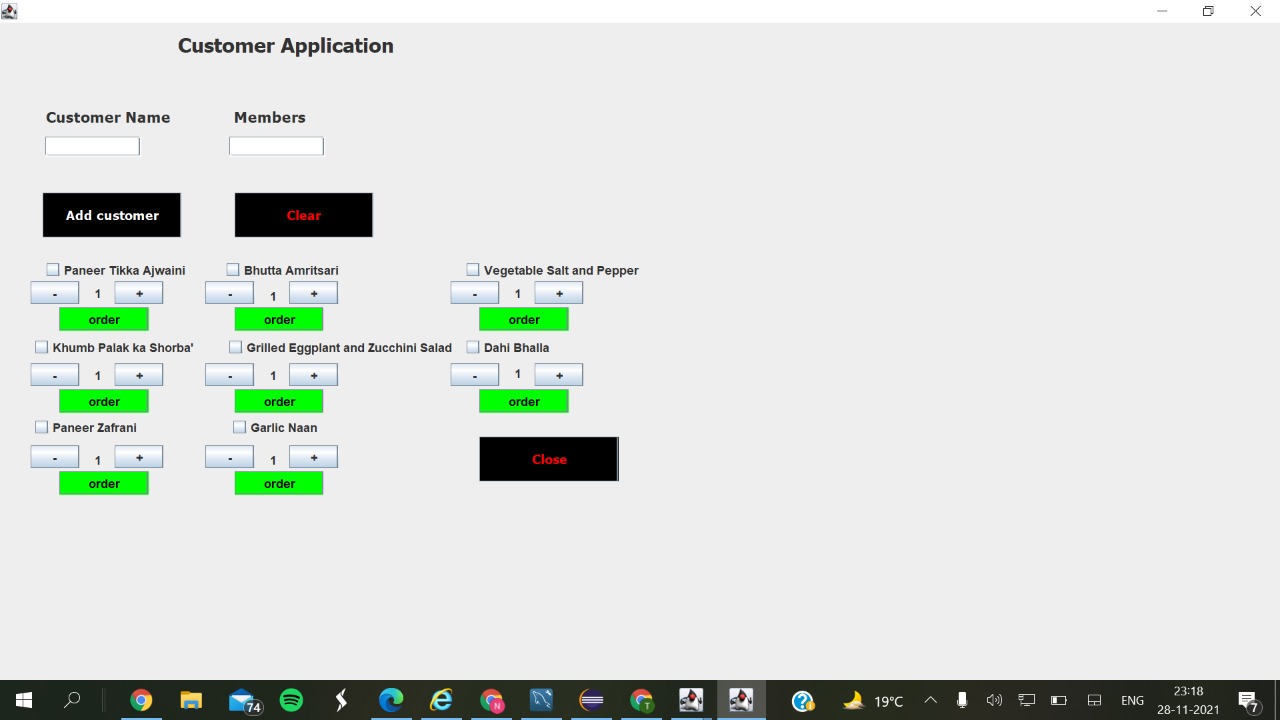 Customer Application
Customer Name Members
Add customer Clear
Paneer Tikka Ajwaini Bhutta Amritsari Vegetable Salt and Pepper
- 1 + - 1 + - 1 +
order order order
Khumb Palak ka Shorba' Grilled Eggplant and Zucchini Salad Dahi Bhalla
- 1 + - 1 + - 1 +
order order order
Paneer Zafrani Garlic Naan
- 1 + - 1 +
Close
order order
74 N T 19°C ENG 23:18
28-11-2021 7